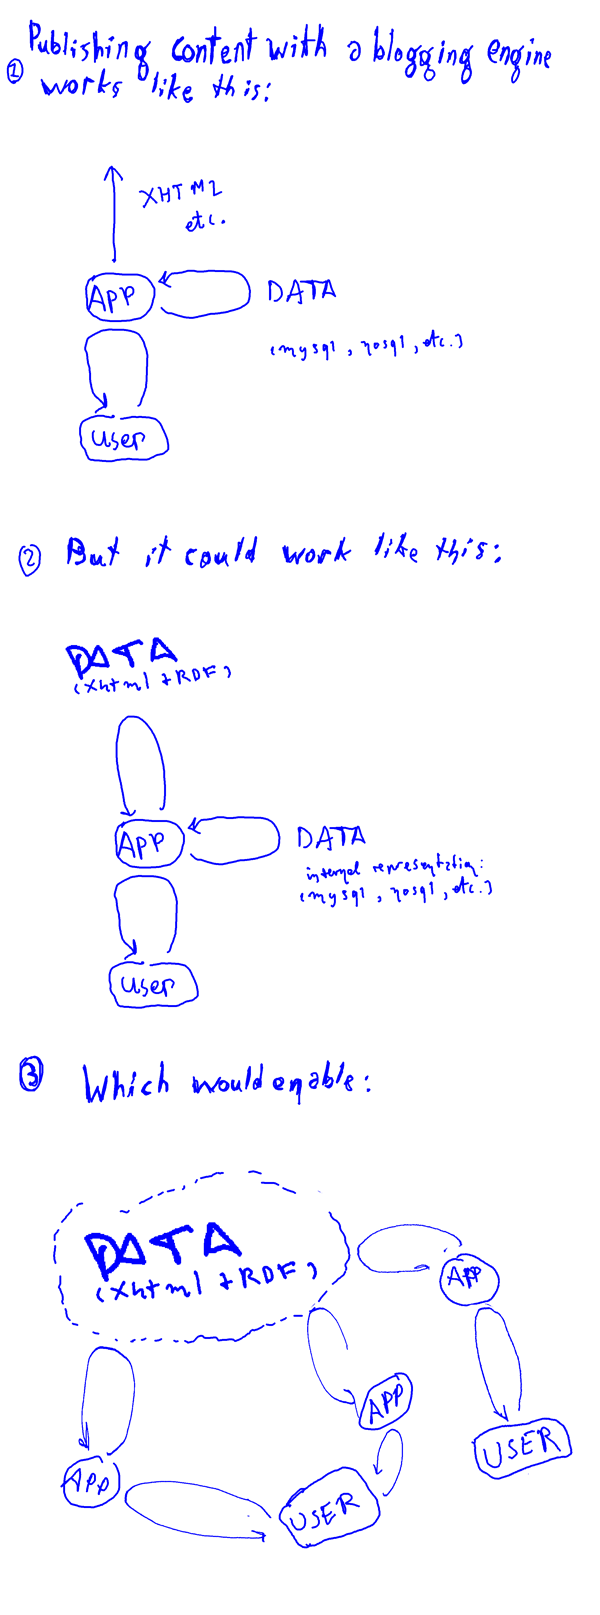 Publishing content with a blogging engine
① works like this:
XHTML
etc.
App
DATA
(mysql, nosql, etc.)
user
② But it could work like this:
DATA
(xhtml + RDF)
App
DATA
internal representation:
(mysql, nosql, etc.)
user
③ Which would enable:
DATA
(xhtml + RDF)
APP
APP
USER
APP
USER